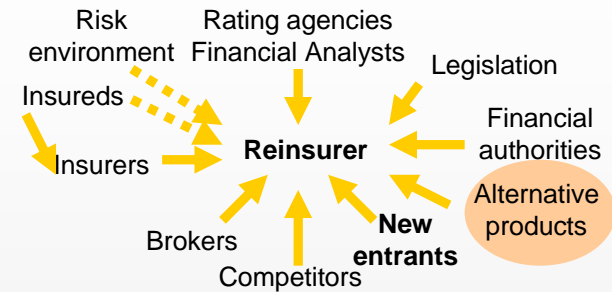 Risk
environment
Rating agencies
Financial Analysts
Legislation
Insureds
Financial
authorities
Reinsurer
Insurers
Alternative
products
New
entrants
Brokers
Competitors